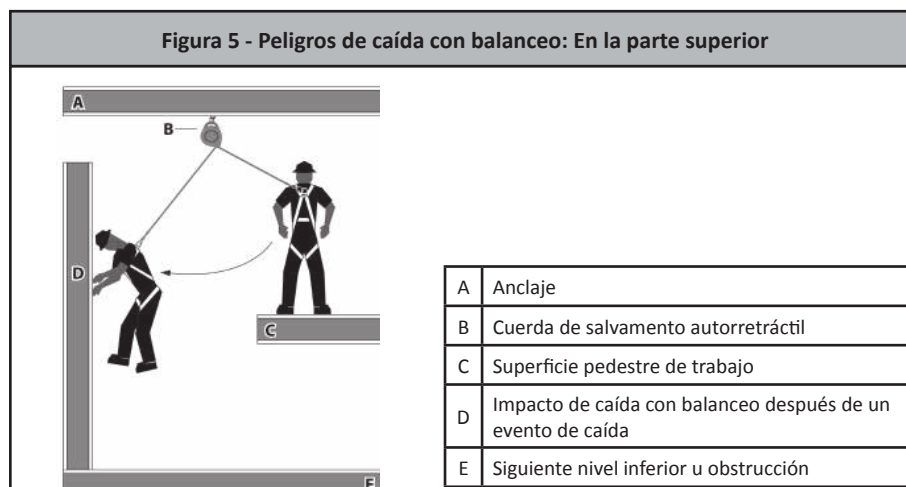 Figura 5 - Peligros de caída con balanceo: En la parte superior
A
B
D
C
E
A Anclaje
B Cuerda de salvamento autorretráctil
C Superficie pedestre de trabajo
D Impacto de caída con balanceo después de un
evento de caída
E Siguiente nivel inferior u obstrucción